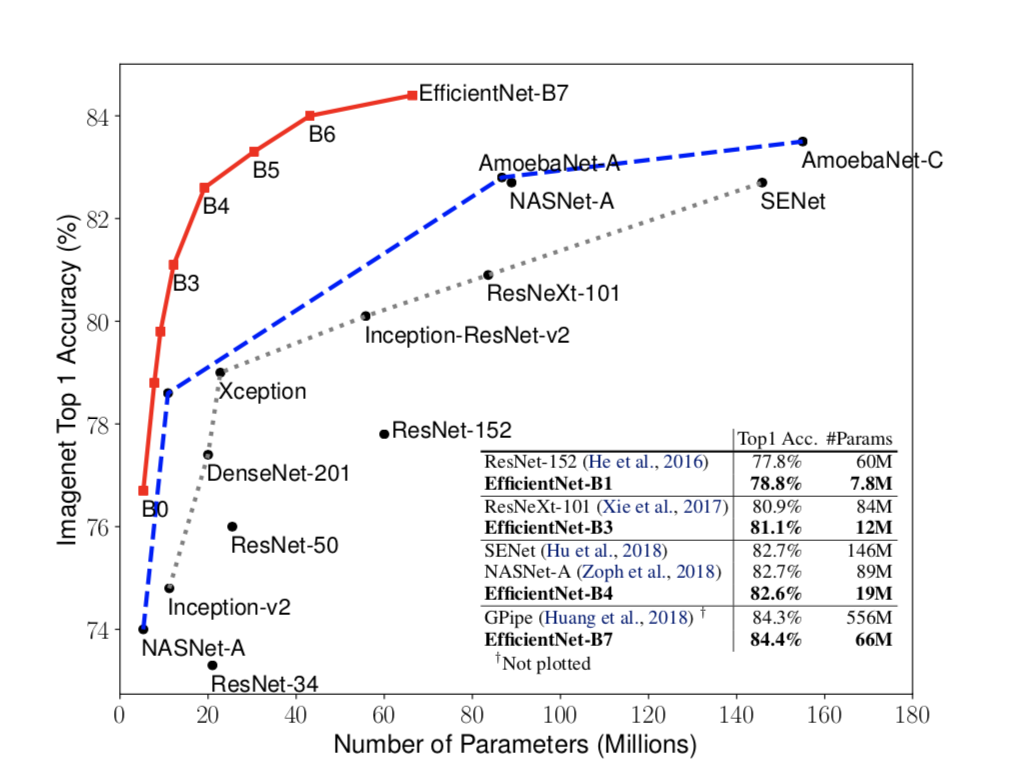 84
82
80
78
76
74
Imagenet Top 1 Accuracy (%)
EfficientNet-B7
B6
B5
B4
B3
B0
AmoebaNet-A
AmoebaNet-C
NASNet-A
SENet
ResNeXt-101
Inception-ResNet-v2
Xception
ResNet-152
DenseNet-201
ResNet-50
Inception-v2
NASNet-A
ResNet-34
Top1 Acc. #Params
ResNet-152 (He et al., 2016) 77.8% 60M
EfficientNet-B1 78.8% 7.8M
ResNeXt-101 (Xie et al., 2017) 80.9% 84M
EfficientNet-B3 81.1% 12M
SENet (Hu et al., 2018) 82.7% 146M
NASNet-A (Zoph et al., 2018) 82.7% 89M
EfficientNet-B4 82.6% 19M
GPipe (Huang et al., 2018) † 84.3% 556M
EfficientNet-B7 84.4% 66M
†Not plotted
0 20 40 60 80 100 120 140 160 180
Number of Parameters (Millions)